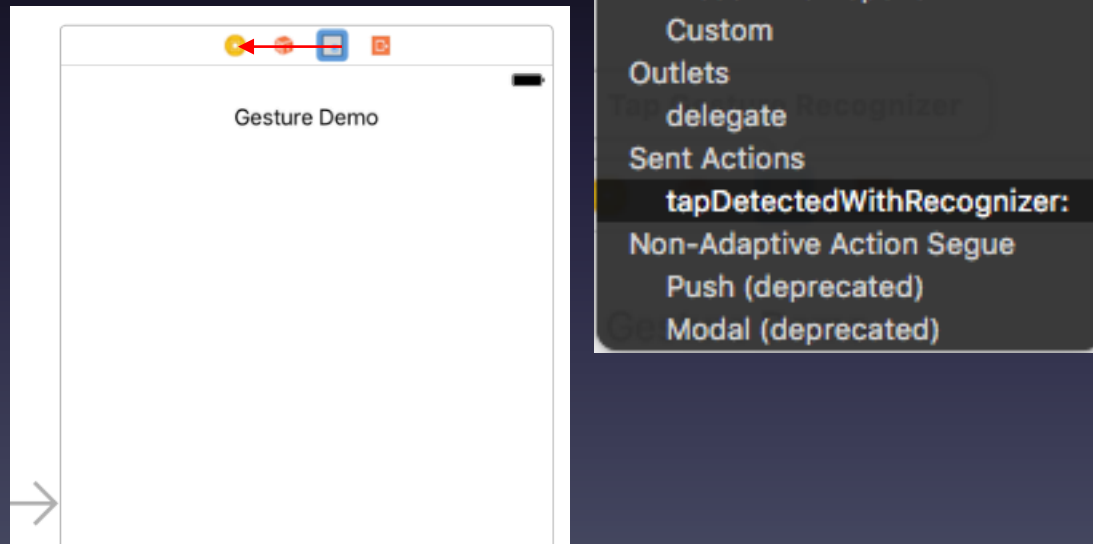 Gesture Demo
Custom
Outlets
delegate
Sent Actions
tapDetectedWithRecognizer:
Non-Adaptive Action Segue
Push (deprecated)
Modal (deprecated)